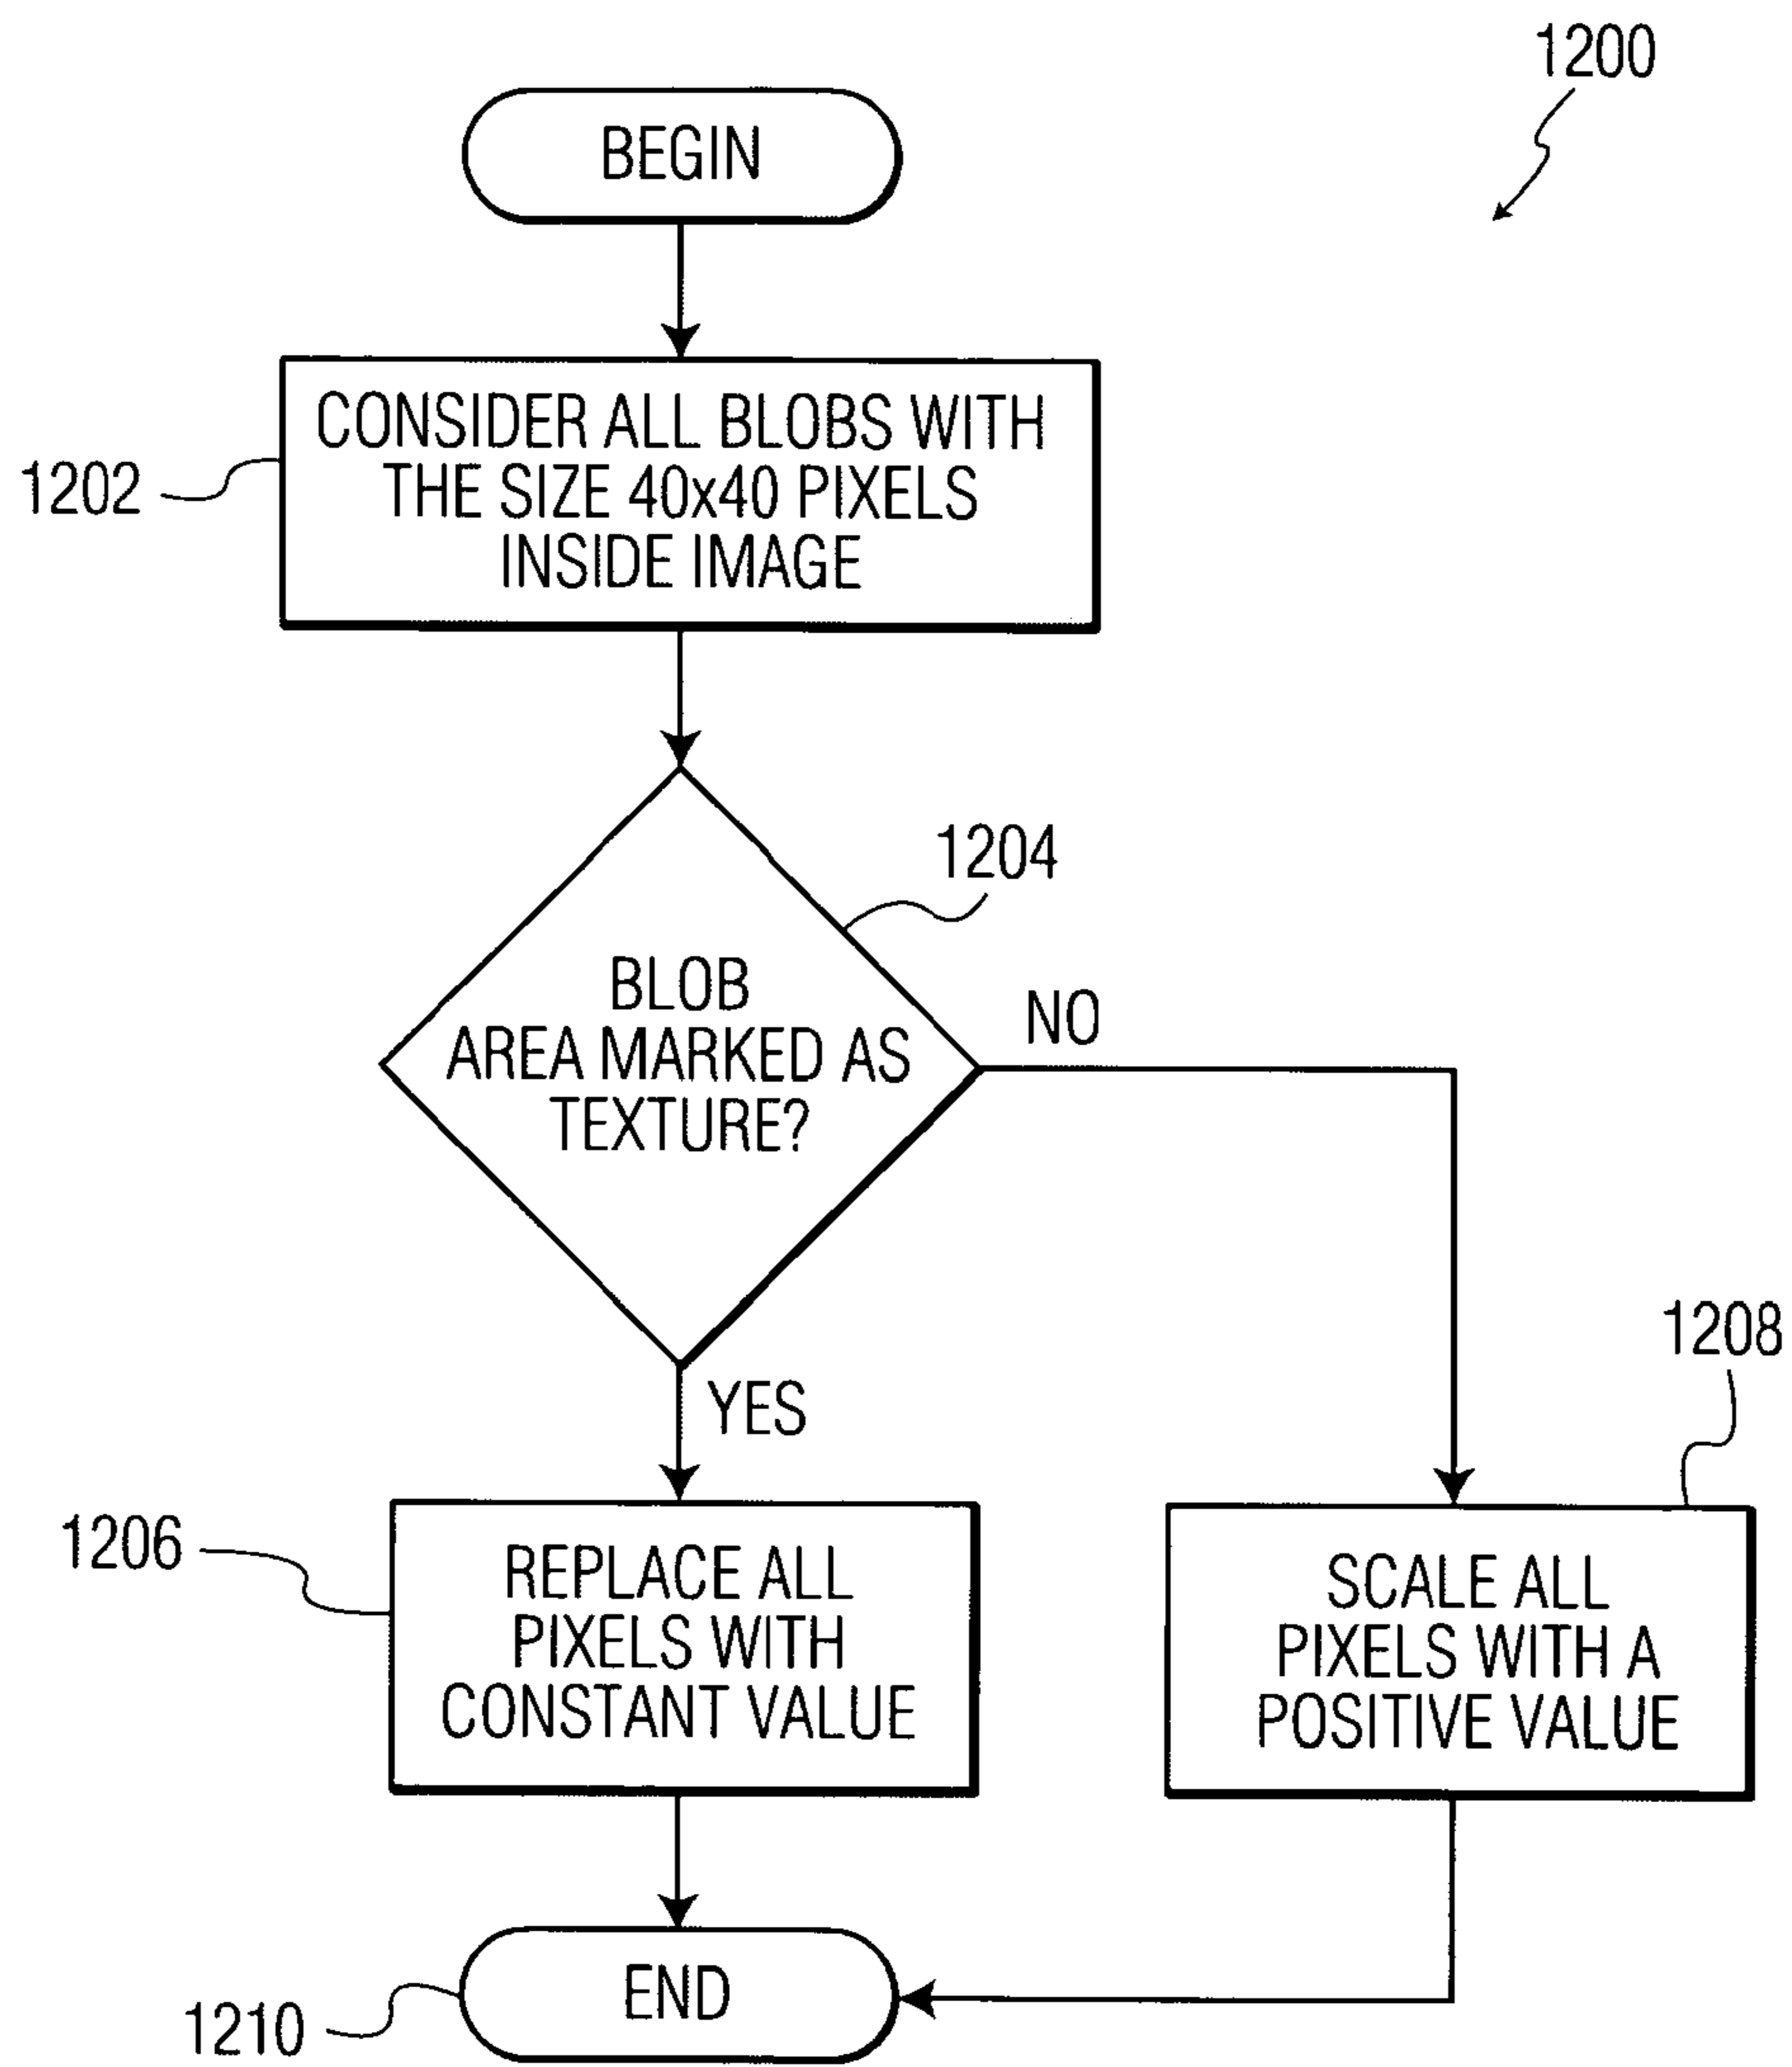 1200
BEGIN
CONSIDER ALL BLOBS WITH
THE SIZE 40x40 PIXELS
INSIDE IMAGE
1202
1204
BLOB
AREA MARKED AS
TEXTURE?
NO
YES
1208
1206
REPLACE ALL
PIXELS WITH
CONSTANT VALUE
SCALE ALL
PIXELS WITH A
POSITIVE VALUE
END
1210